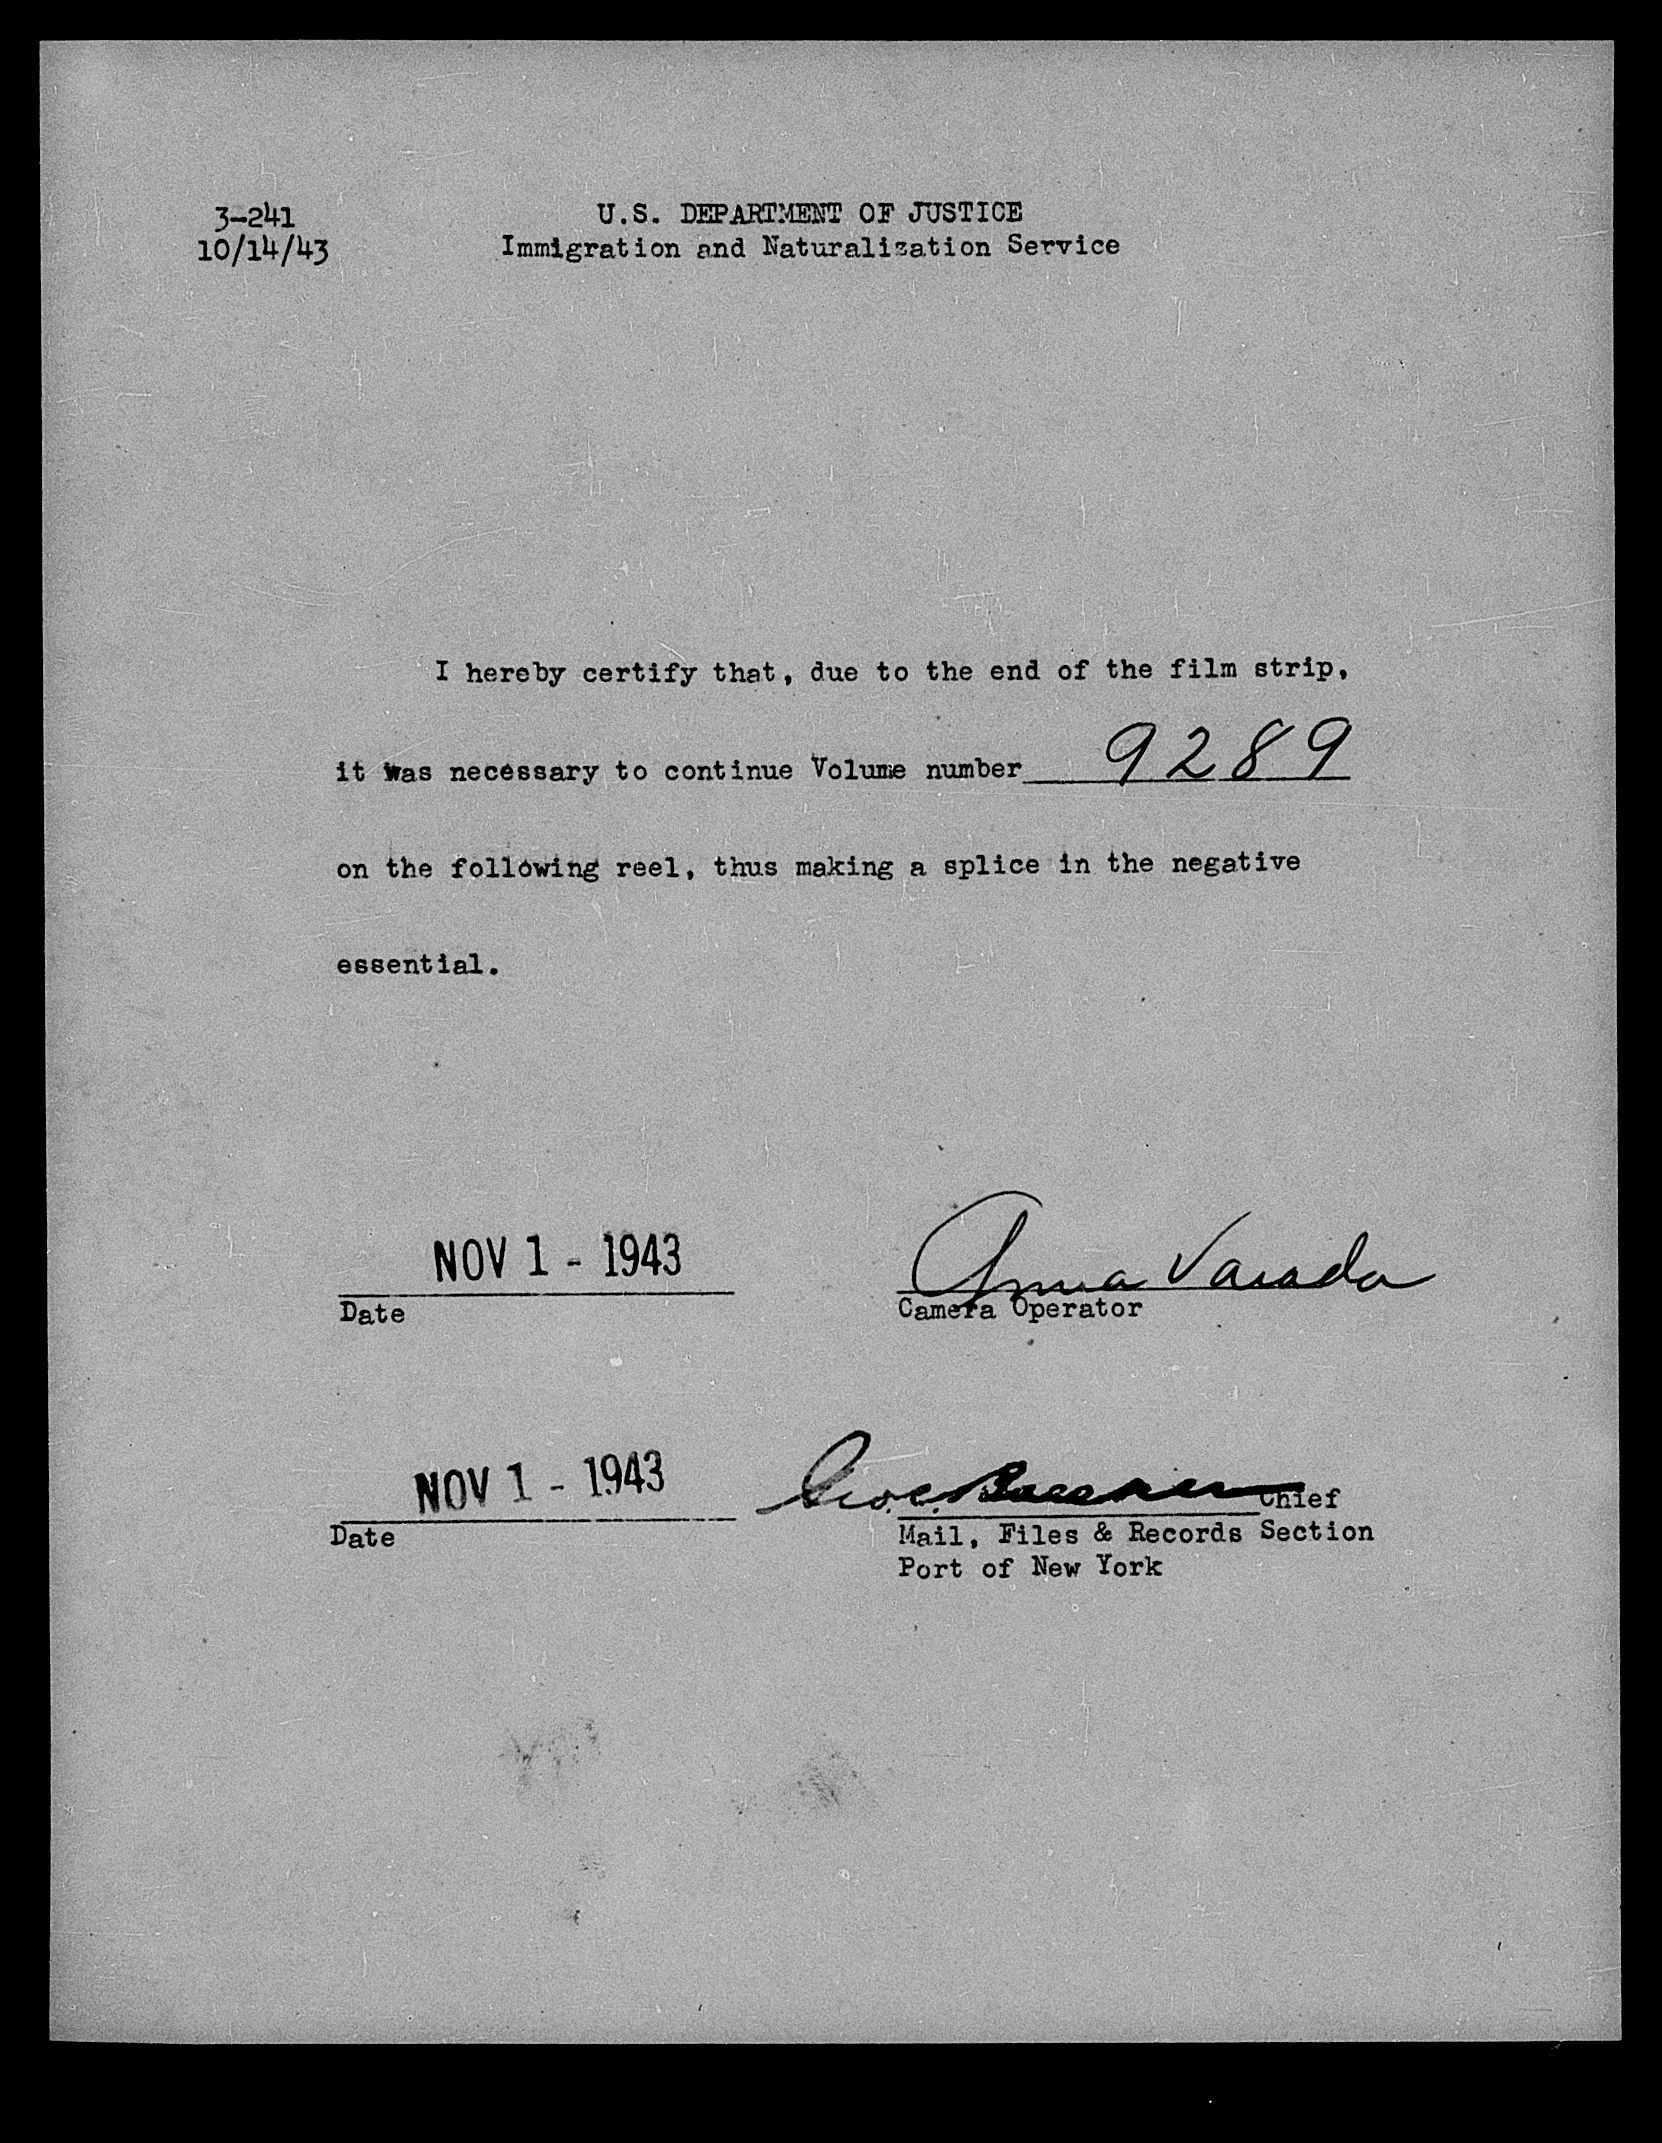 3-241
10/14/43
U.S. DEPARTMENT OF JUSTICE
Immigration and Naturalization Service
I hereby certify that, due to the end of the film strip,
it was necessary to continue Volume number 9289
on the following reel, thus making a splice in the negative
essential.
NOV 1 - 1943
Date
Anna
Camera Operator
NOV 1 - 1943
Date
Geo. Chief
Mail, Files & Records Section
Port of New York